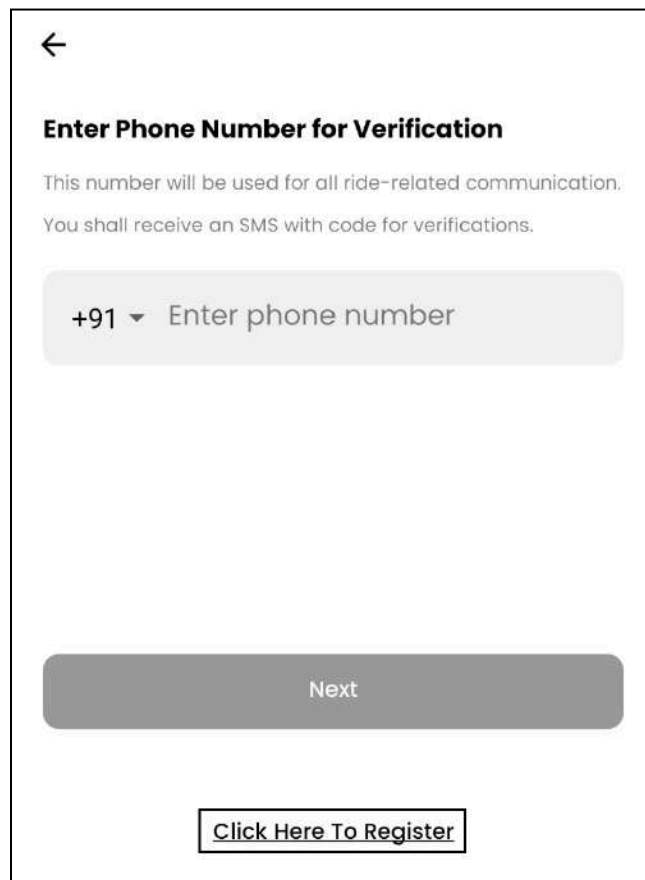 Enter Phone Number for Verification
This number will be used for all ride-related communication.
You shall receive an SMS with code for verifications.
+91 Enter phone number
Next
Click Here To Register